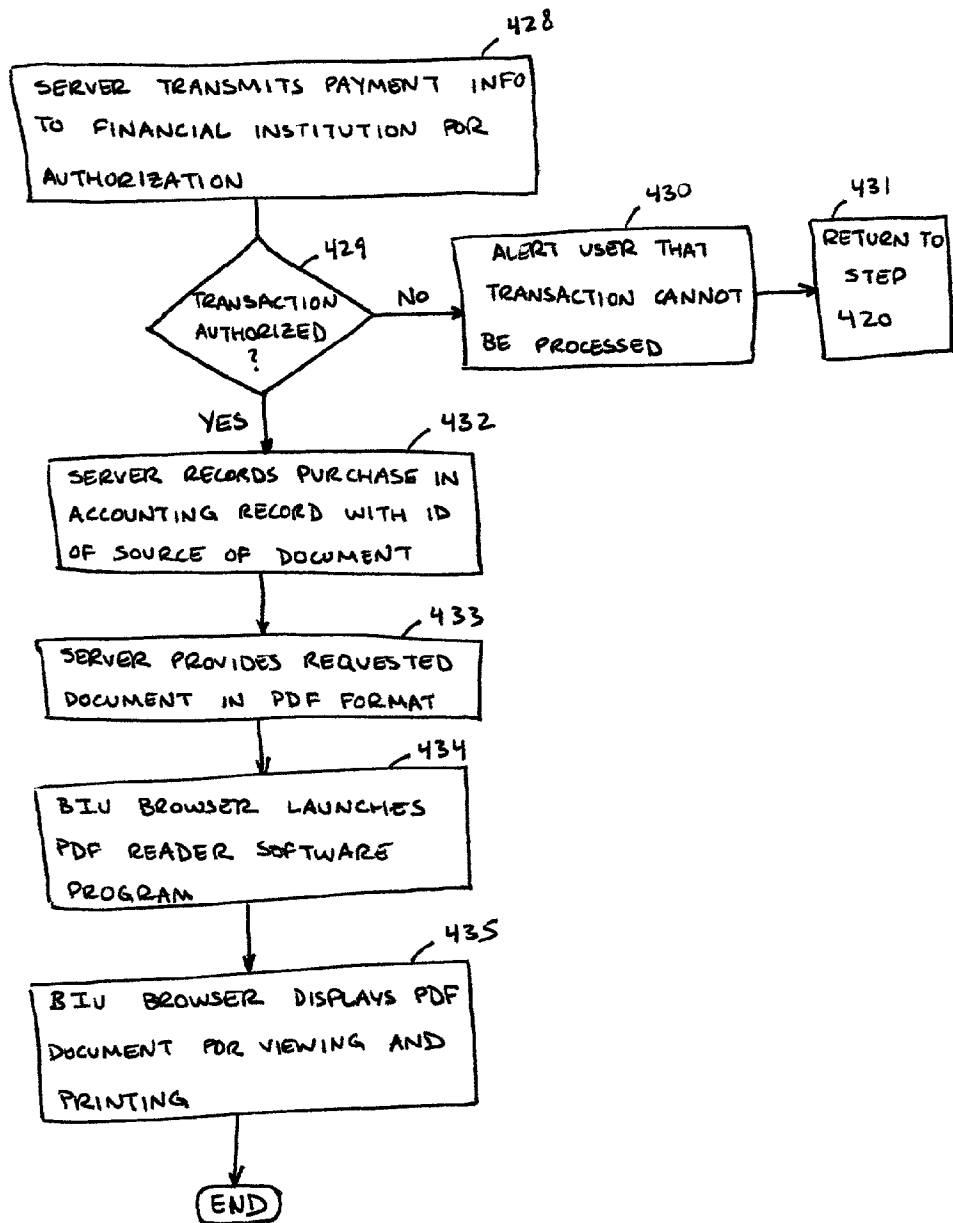 428
SERVER TRANSMITS PAYMENT INFO
TO FINANCIAL INSTITUTION FOR
AUTHORIZATION
429
TRANSACTION
AUTHORIZED
?
NO
430
ALERT USER THAT
TRANSACTION CANNOT
BE PROCESSED
431
RETURN TO
STEP
420
YES
432
SERVER RECORDS PURCHASE IN
ACCOUNTING RECORD WITH ID
OF SOURCE OF DOCUMENT
433
SERVER PROVIDES REQUESTED
DOCUMENT IN PDF FORMAT
434
BIU BROWSER LAUNCHES
PDF READER SOFTWARE
PROGRAM
435
BIU BROWSER DISPLAYS PDF
DOCUMENT FOR VIEWING AND
PRINTING
END